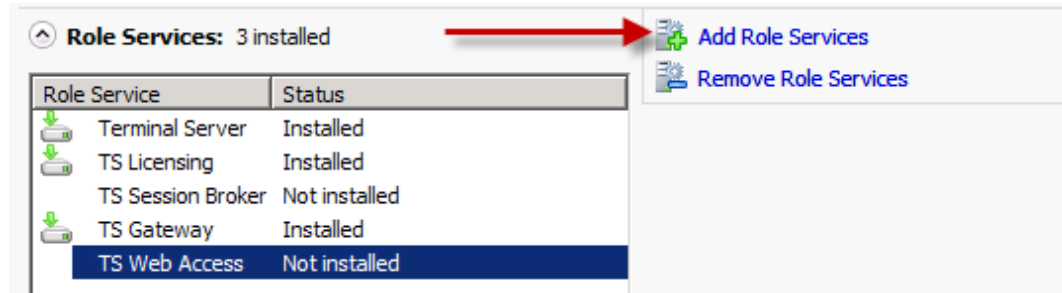 Role Services: 3 installed
Add Role Services
Remove Role Services
Role Service Status
Terminal Server Installed
TS Licensing Installed
TS Session Broker Not installed
TS Gateway Installed
TS Web Access Not installed